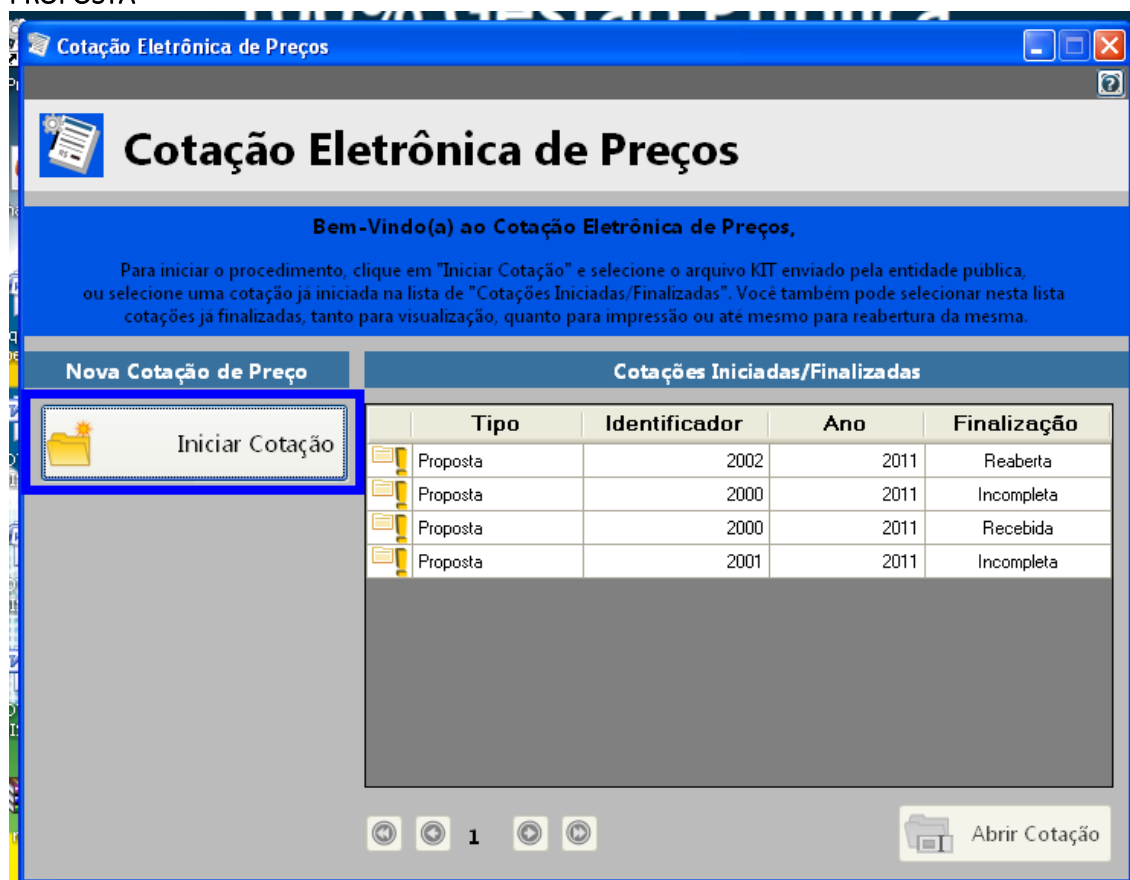 PROPOSTA
100% Gestão Pública
Cotação Eletrônica de Preços
Cotação Eletrônica de Preços
Bem-Vindo(a) ao Cotação Eletrônica de Preços,
Para iniciar o procedimento, clique em "Iniciar Cotação" e selecione o arquivo KIT enviado pela entidade pública,
ou selecione uma cotação já iniciada na lista de "Cotações Iniciadas/Finalizadas". Você também pode selecionar nesta lista
cotações já finalizadas, tanto para visualização, quanto para impressão ou até mesmo para reabertura da mesma.
Nova Cotação de Preço
Cotações Iniciadas/Finalizadas
Iniciar Cotação
Tipo Identificador Ano Finalização
Proposta 2002 2011 Reaberta
Proposta 2000 2011 Incompleta
Proposta 2000 2011 Recebida
Proposta 2001 2011 Incompleta
1
Abrir Cotação